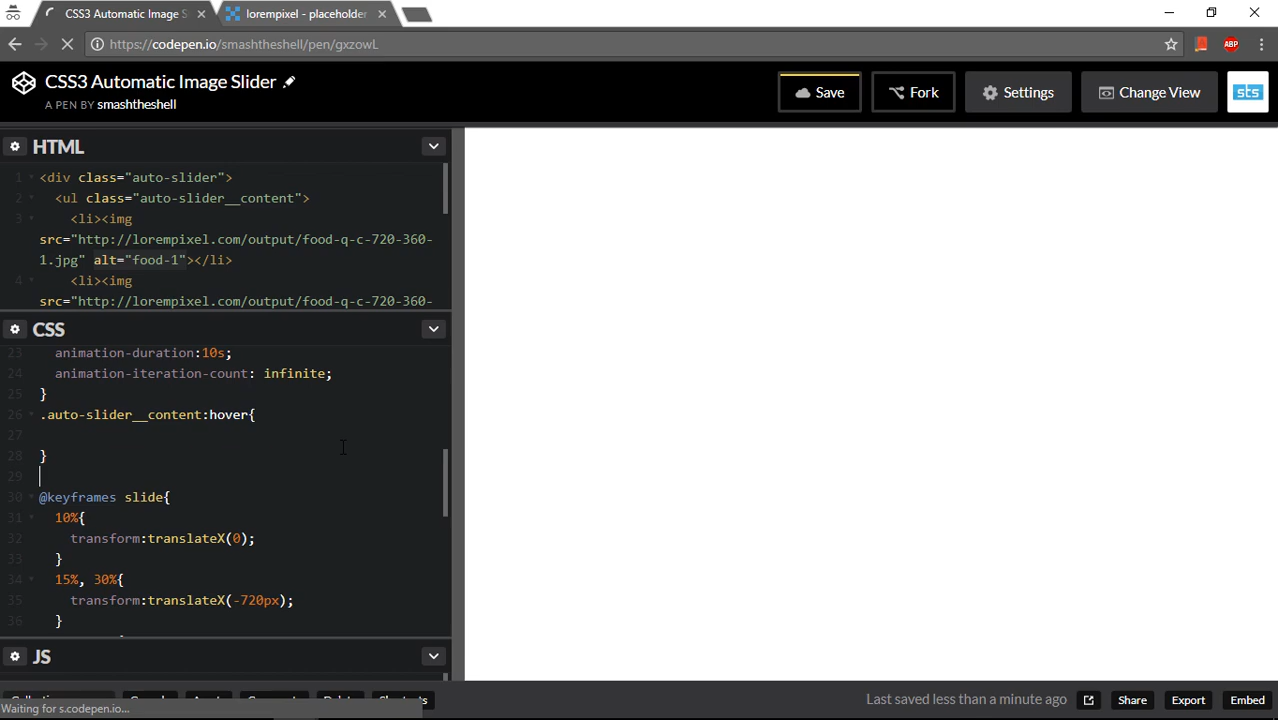 CSS3 Automatic Image S
lorempixel - placeholder
https://codepen.io/smashtheshell/pen/gxzowL
ABP
CSS3 Automatic Image Slider
A PEN BY smashtheshell
Save
Fork
Settings
Change View
sts
HTML
1 <div class="auto-slider">
2 <ul class="auto-slider__content">
3 <li><img
src="http://lorempixel.com/output/food-q-c-720-360-
1.jpg" alt="food-1"></li>
4 <li><img
src="http://lorempixel.com/output/food-q-c-720-360-
CSS
23 animation-duration:10s;
24 animation-iteration-count: infinite;
25 }
26 .auto-slider__content:hover{
27
28 }
29
30 @keyframes slide{
31 10%{
32 transform:translateX(0);
33 }
34 15%, 30%{
35 transform:translateX(-720px);
36 }
JS
Last saved less than a minute ago
Share
Export
Embed
Waiting for s.codepen.io...